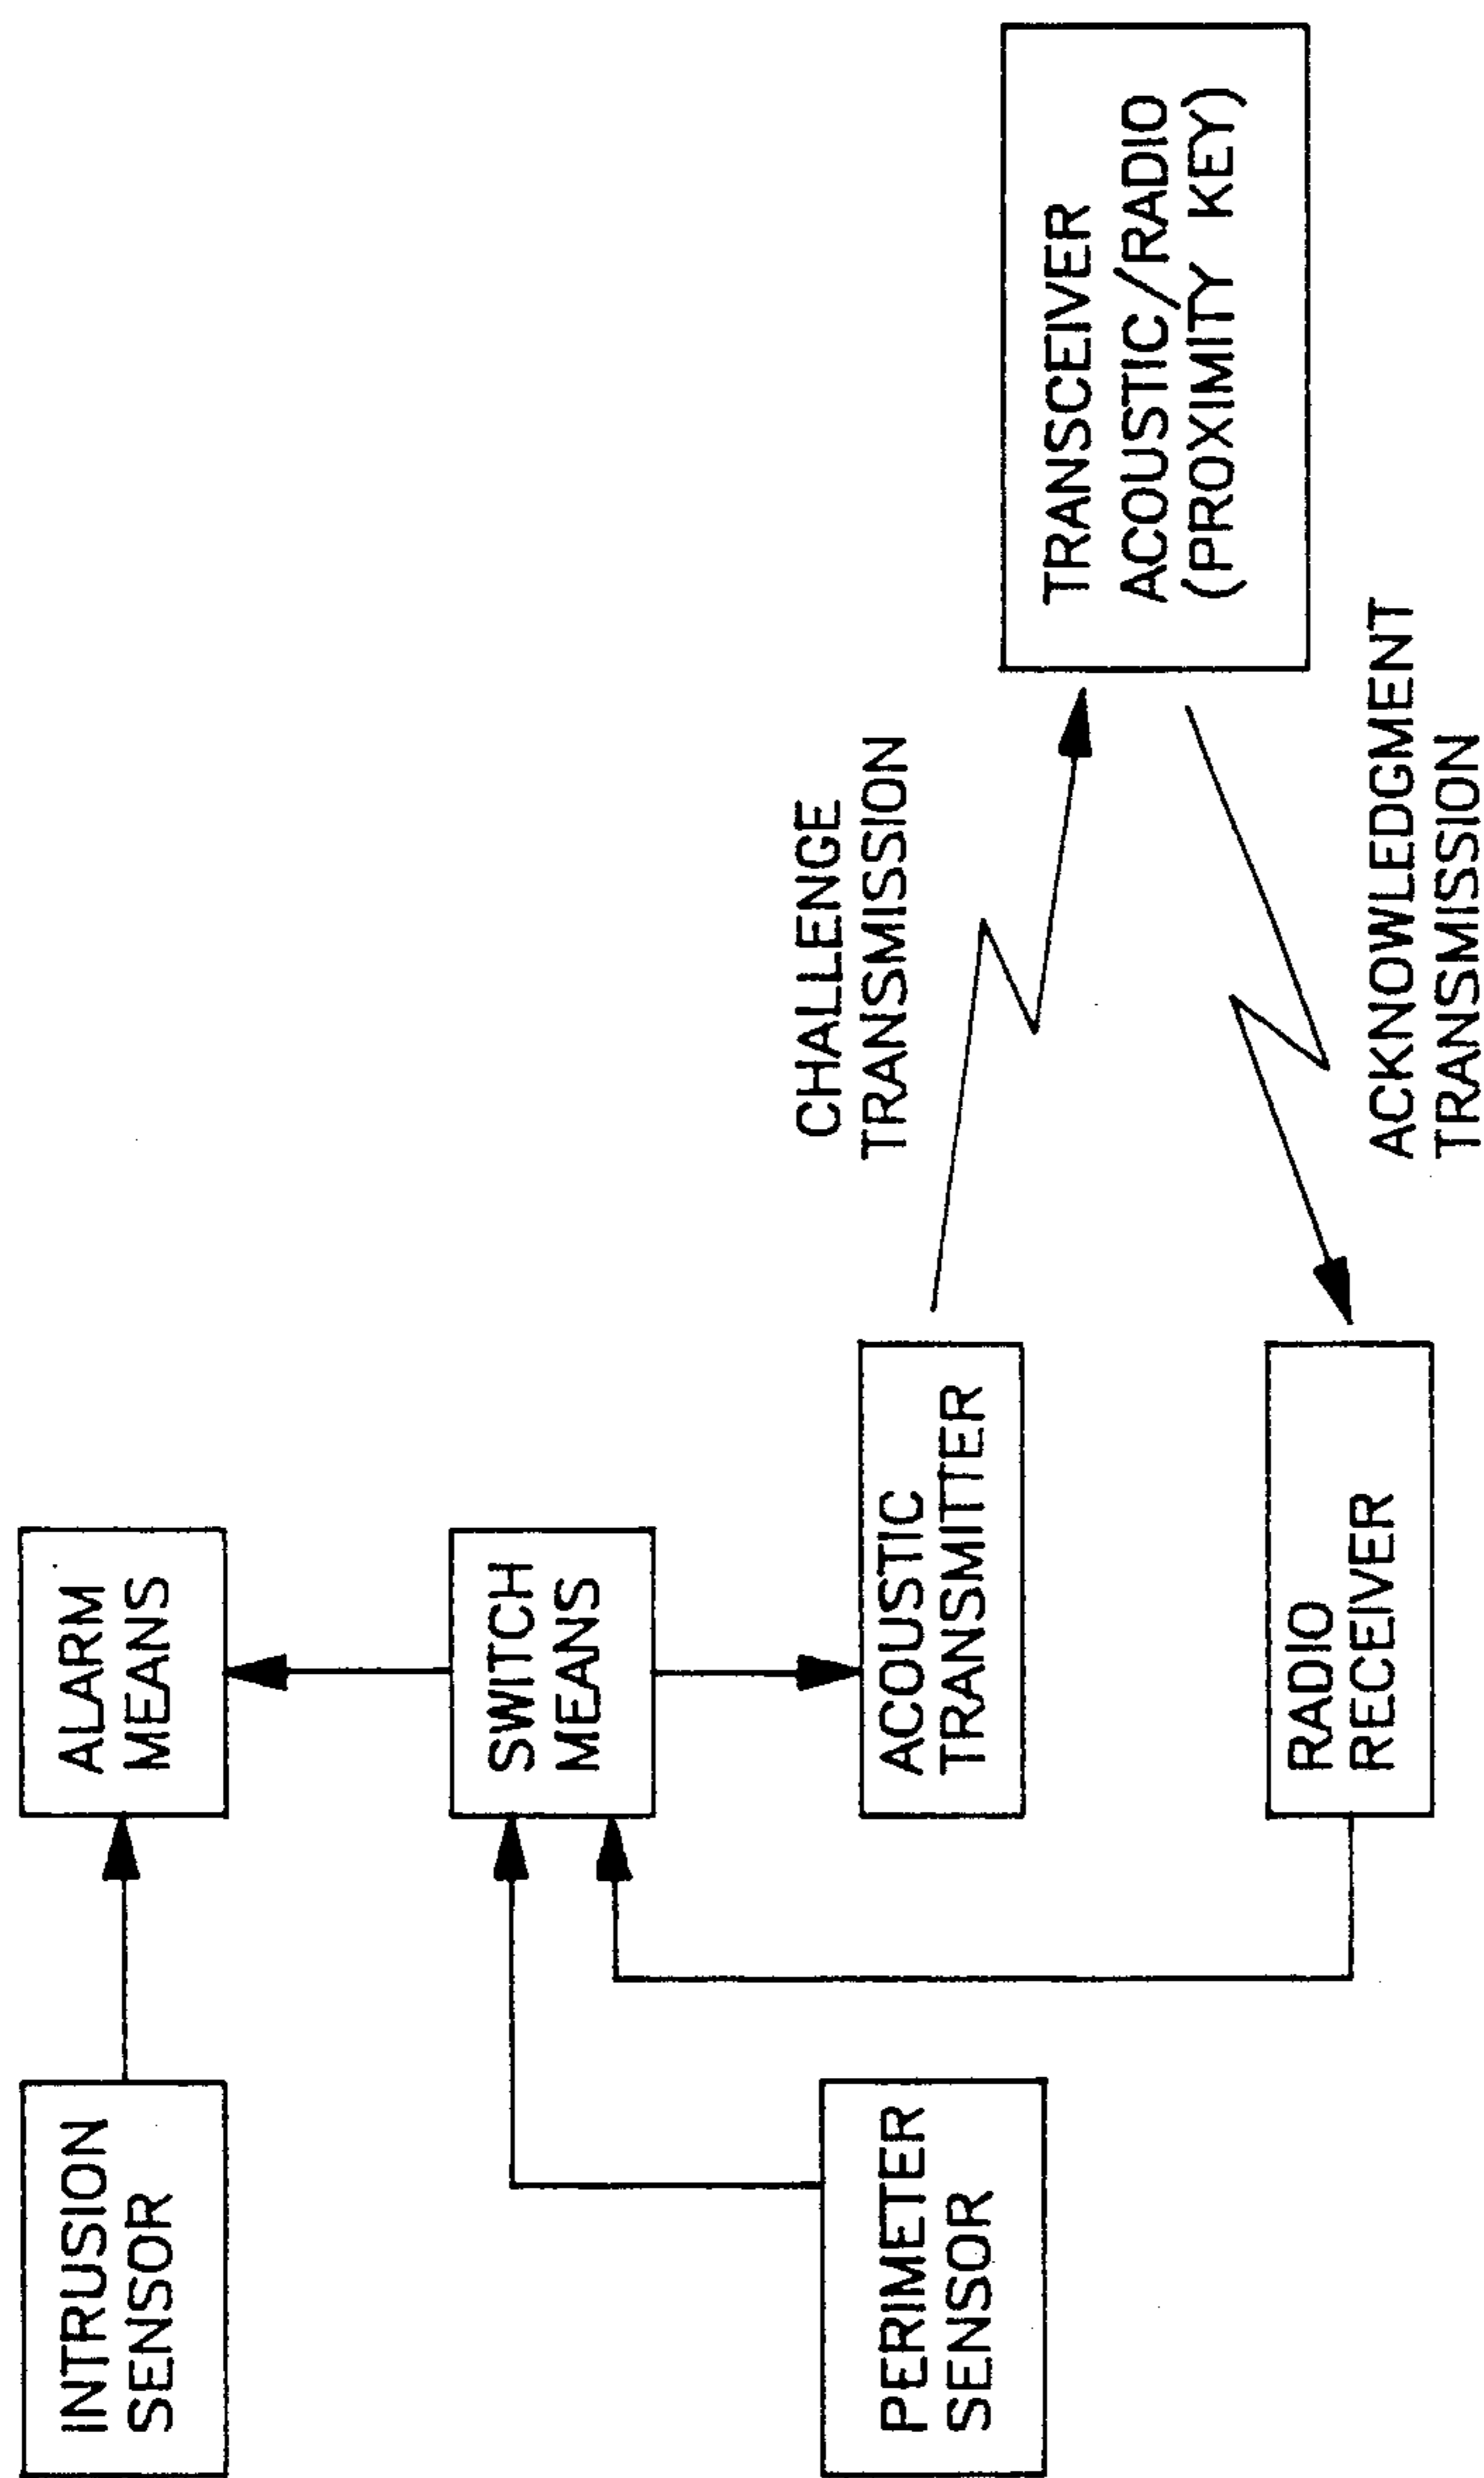 INTRUSION
SENSOR
ALARM
MEANS
SWITCH
MEANS
PERIMETER
SENSOR
ACOUSTIC
TRANSMITTER
RADIO
RECEIVER
CHALLENGE
TRANSMISSION
TRANSCEIVER
ACOUSTIC/RADIO
(PROXIMITY KEY)
ACKNOWLEDGMENT
TRANSMISSION